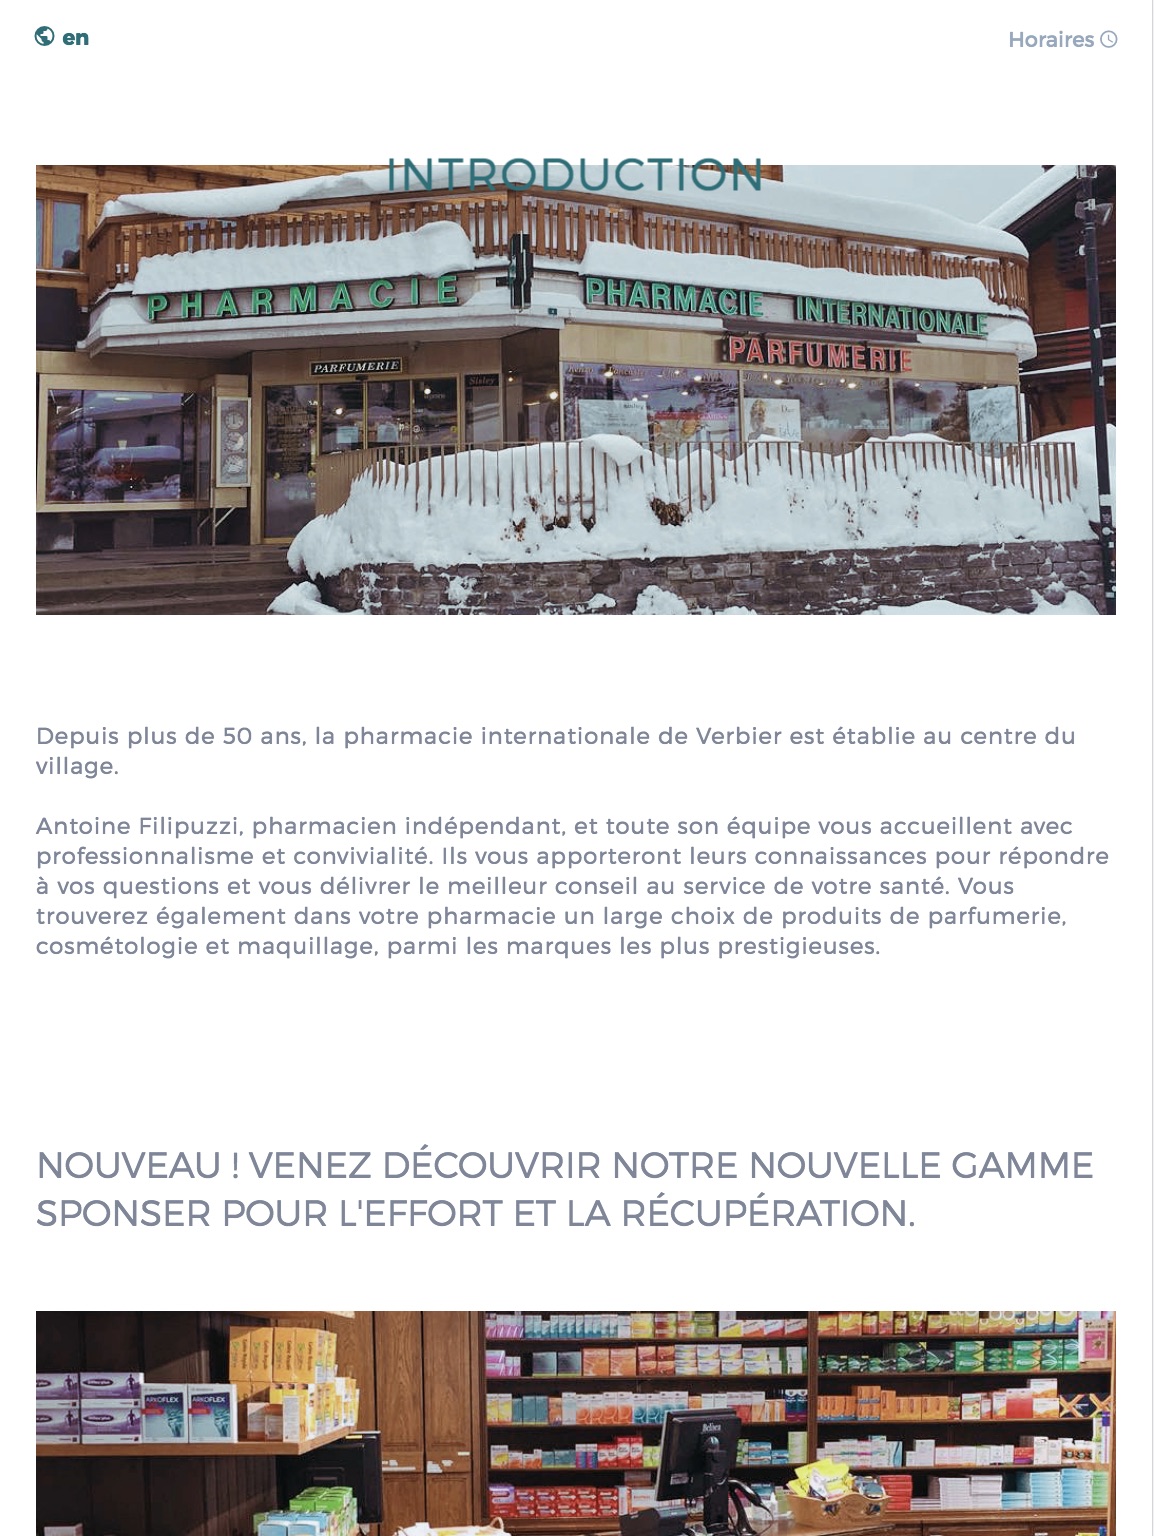 en
Horaires
INTRODUCTION
PHARMACIE
PHARMACIE INTERNATIONALE
PARFUMERIE
PARFUMERIE
Sisley
Dior
Depuis plus de 50 ans, la pharmacie internationale de Verbier est établie au centre du
village.
Antoine Filipuzzi, pharmacien indépendant, et toute son équipe vous accueillent avec
professionnalisme et convivialité. Ils vous apporteront leurs connaissances pour répondre
à vos questions et vous délivrer le meilleur conseil au service de votre santé. Vous
trouverez également dans votre pharmacie un large choix de produits de parfumerie,
cosmétologie et maquillage, parmi les marques les plus prestigieuses.
NOUVEAU ! VENEZ DÉCOUVRIR NOTRE NOUVELLE GAMME
SPONSER POUR L'EFFORT ET LA RÉCUPÉRATION.
ARKOFLEX
ARKOFLEX